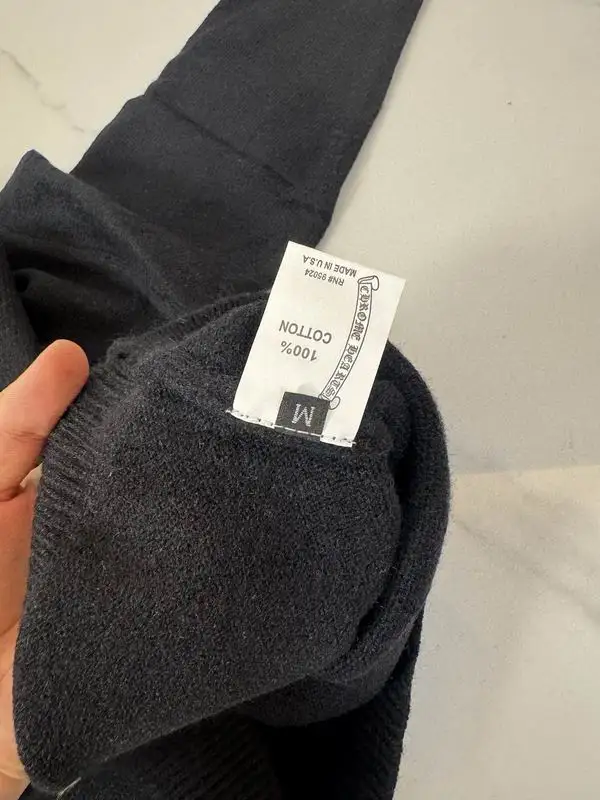 CHROME HEARTS
100%
COTTON
RN# 95024
MADE IN U.S.A
M